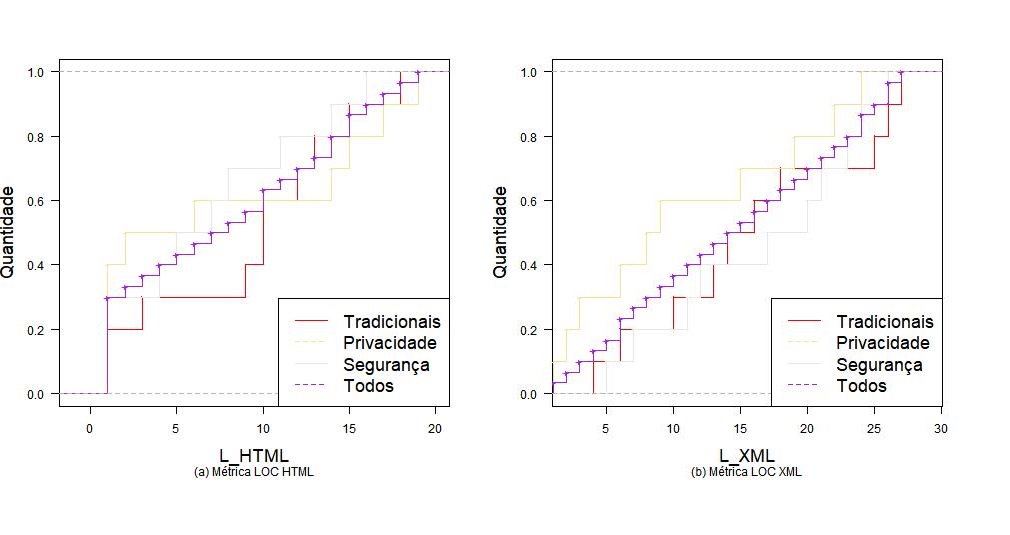 Quantidade
1.0
0.8
0.6
0.4
0.2
0.0
Tradicionais
Privacidade
Segurança
Todos
0 5 10 15 20
L_HTML
(a) Métrica LOC HTML
Quantidade
1.0
0.8
0.6
0.4
0.2
0.0
Tradicionais
Privacidade
Segurança
Todos
5 10 15 20 25 30
L_XML
(b) Métrica LOC XML